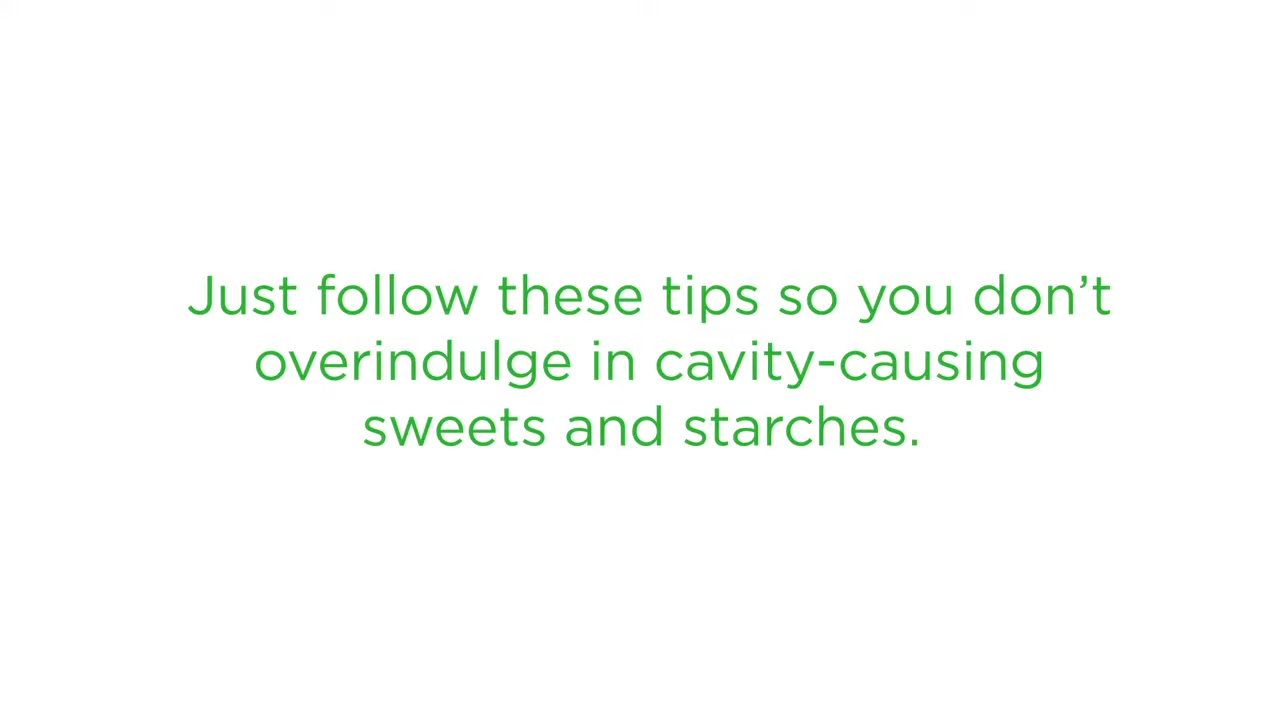 Just follow these tips so you don’t
overindulge in cavity-causing
sweets and starches.